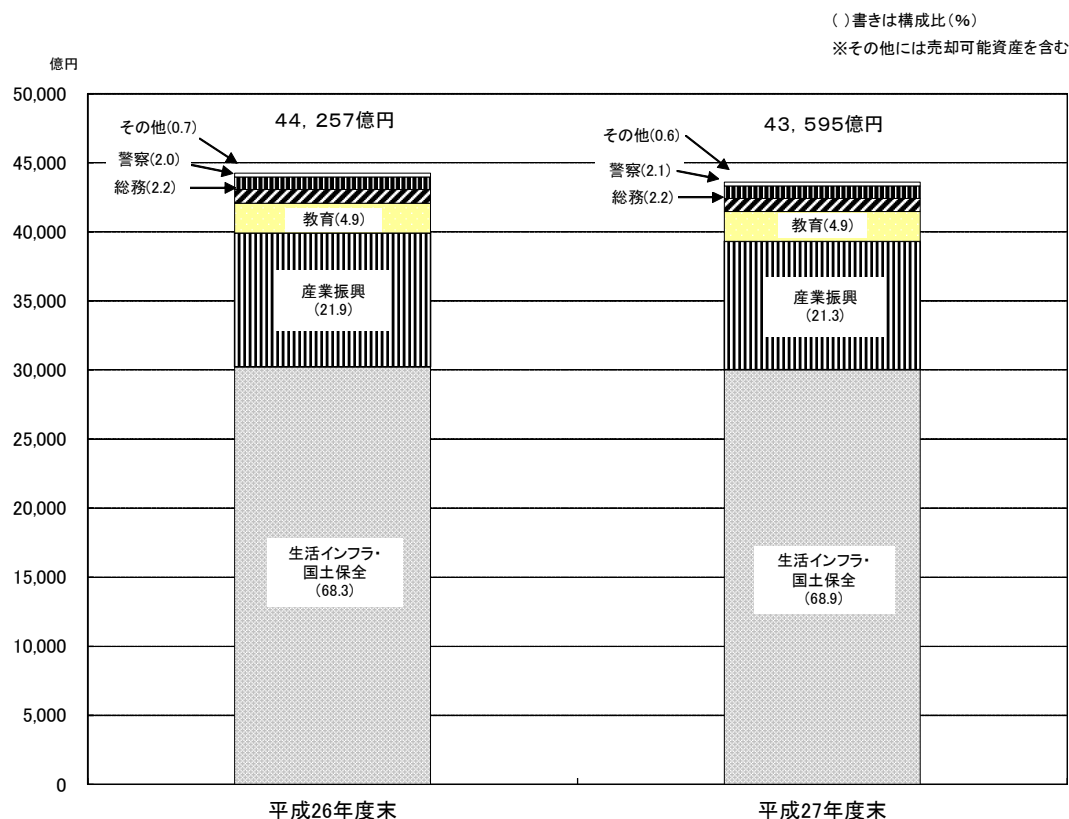 ( )書きは構成比(%)
※その他には売却可能資産を含む
億円
50,000
45,000
40,000
35,000
30,000
25,000
20,000
15,000
10,000
5,000
0
44,257億円
その他(0.7)
警察(2.0)
総務(2.2)
教育(4.9)
産業振興
(21.9)
生活インフラ・
国土保全
(68.3)
平成26年度末
43,595億円
その他(0.6)
警察(2.1)
総務(2.2)
教育(4.9)
産業振興
(21.3)
生活インフラ・
国土保全
(68.9)
平成27年度末